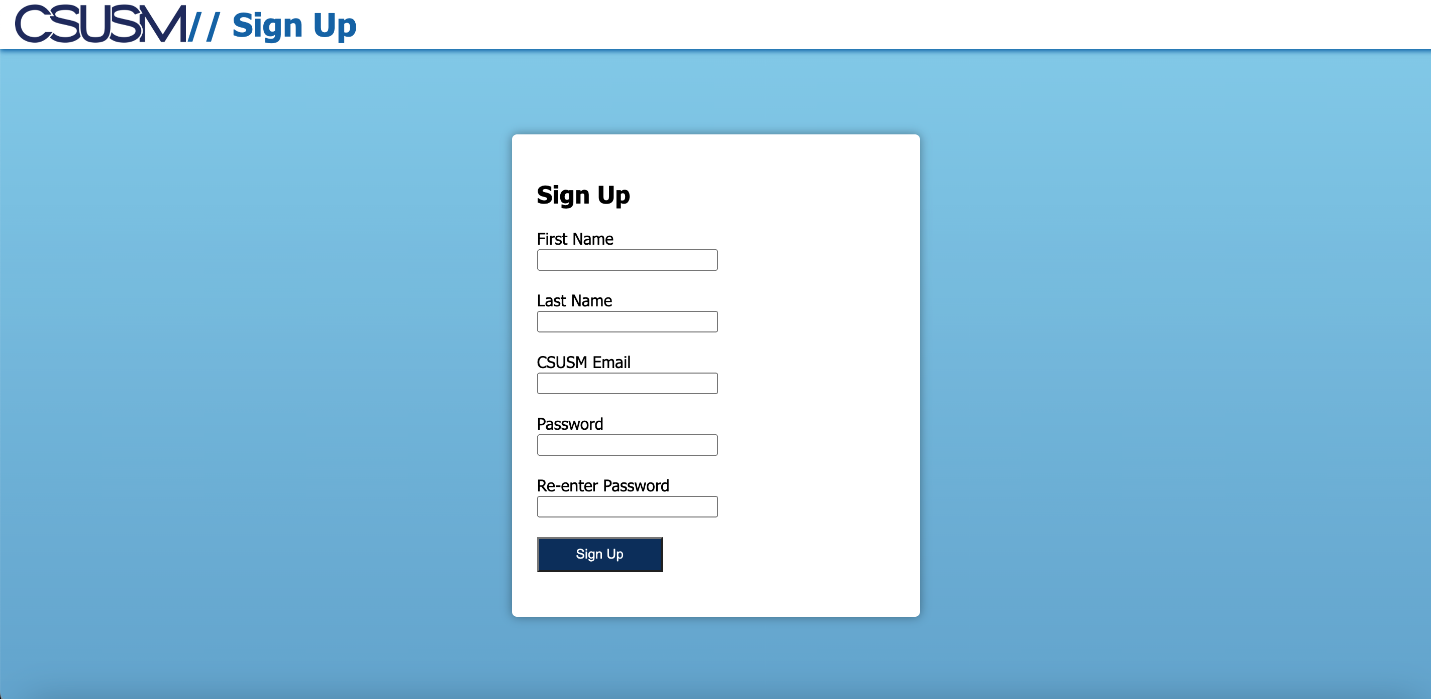 CSUSM// Sign Up
Sign Up
First Name
Last Name
CSUSM Email
Password
Re-enter Password
Sign Up